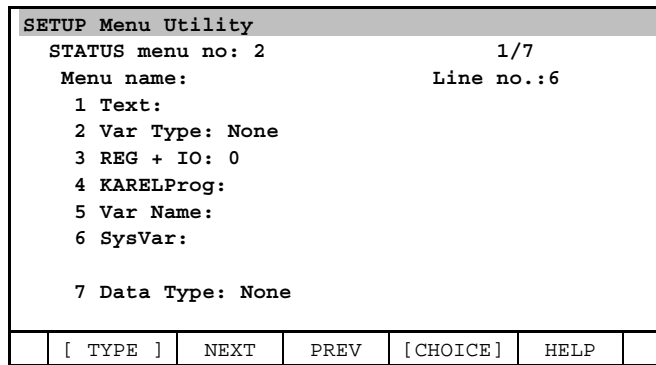 SETUP Menu Utility
STATUS menu no: 2 1/7
Menu name: Line no.:6
1 Text:
2 Var Type: None
3 REG + IO: 0
4 KARELProg:
5 Var Name:
6 SysVar:
7 Data Type: None
[ TYPE ] NEXT PREV [CHOICE] HELP